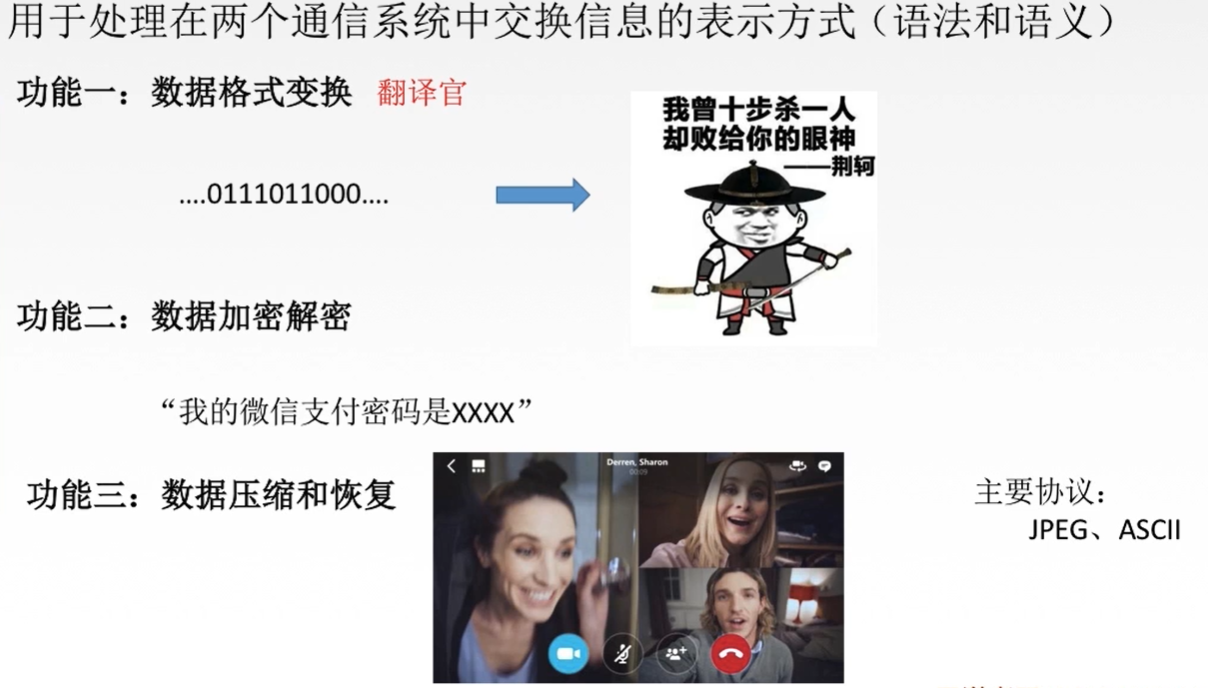 用于处理在两个通信系统中交换信息的表示方式（语法和语义）
功能一：数据格式变换 翻译官
....0111011000....
我曾十步杀一人
却败给你的眼神
——荆轲
功能二：数据加密解密
“我的微信支付密码是XXXX”
功能三：数据压缩和恢复
Derren, Sharon
00:09
主要协议：
JPEG、ASCII